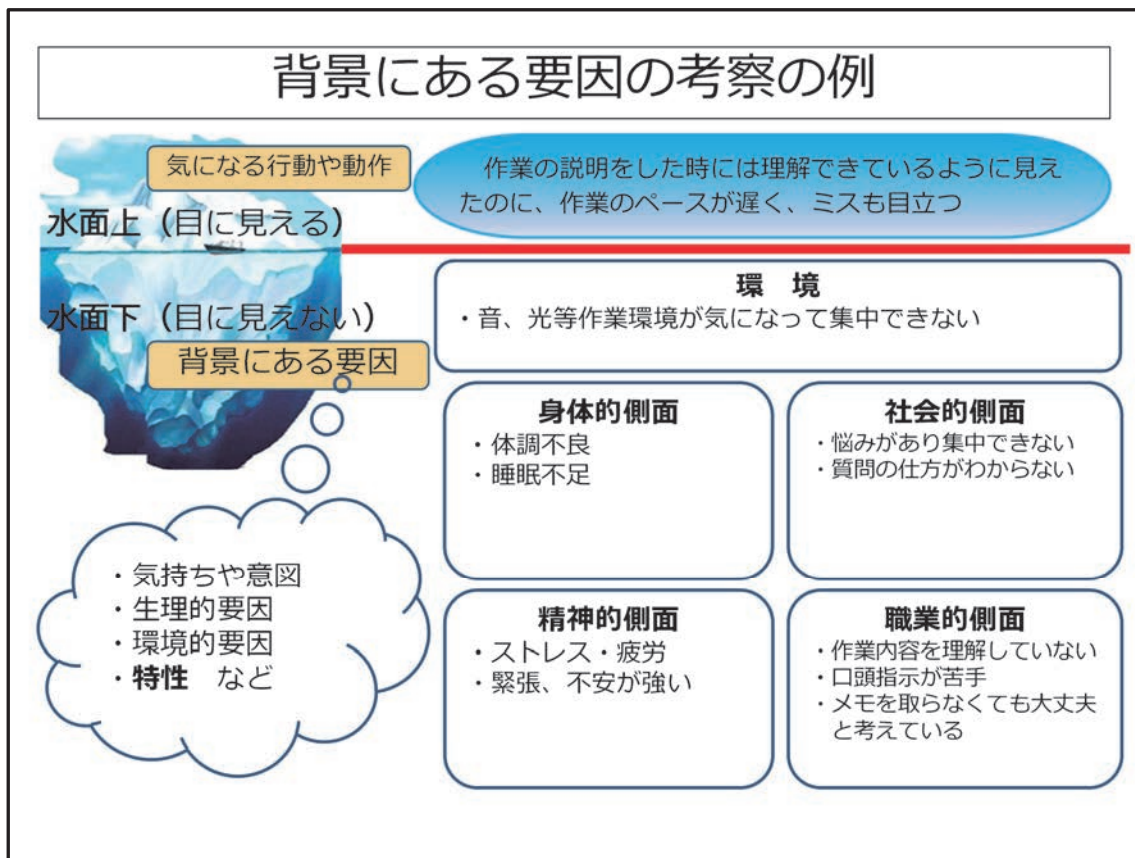 背景にある要因の考察の例
気になる行動や動作
作業の説明をした時には理解できているように見え
たのに、作業のペースが遅く、ミスも目立つ
水面上（目に見える）
水面下（目に見えない）
背景にある要因
環　境
・音、光等作業環境が気になって集中できない
身体的側面
・体調不良
・睡眠不足
社会的側面
・悩みがあり集中できない
・質問の仕方がわからない
・気持ちや意図
・生理的要因
・環境的要因
・特性　など
精神的側面
・ストレス・疲労
・緊張、不安が強い
職業的側面
・作業内容を理解していない
・口頭指示が苦手
・メモを取らなくても大丈夫
と考えている